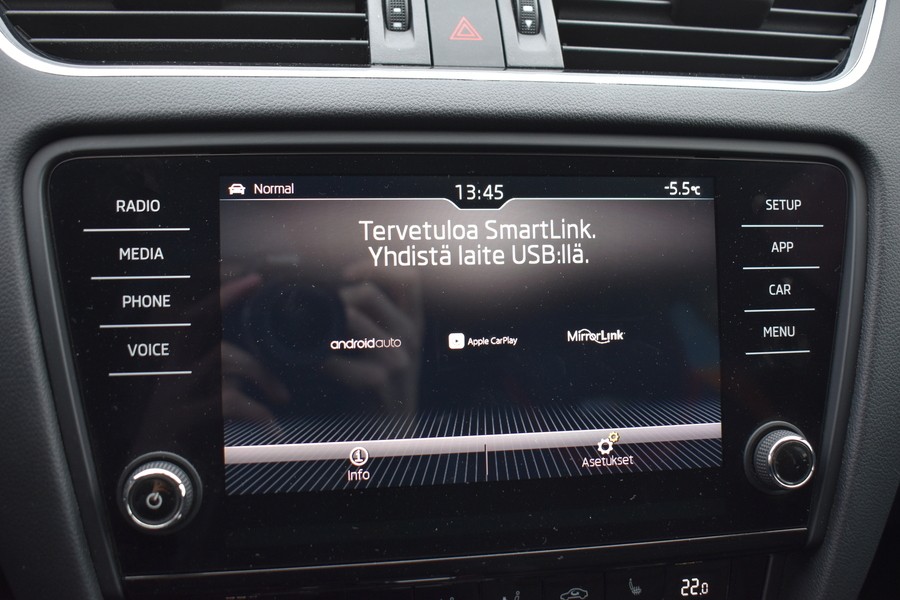 Normal
13:45
-5.5°C
RADIO
MEDIA
PHONE
VOICE
Tervetuloa SmartLink.
Yhdistä laite USB:llä.
androidauto
Apple CarPlay
MirrorLink
Info
Asetukset
SETUP
APP
CAR
MENU
22.0